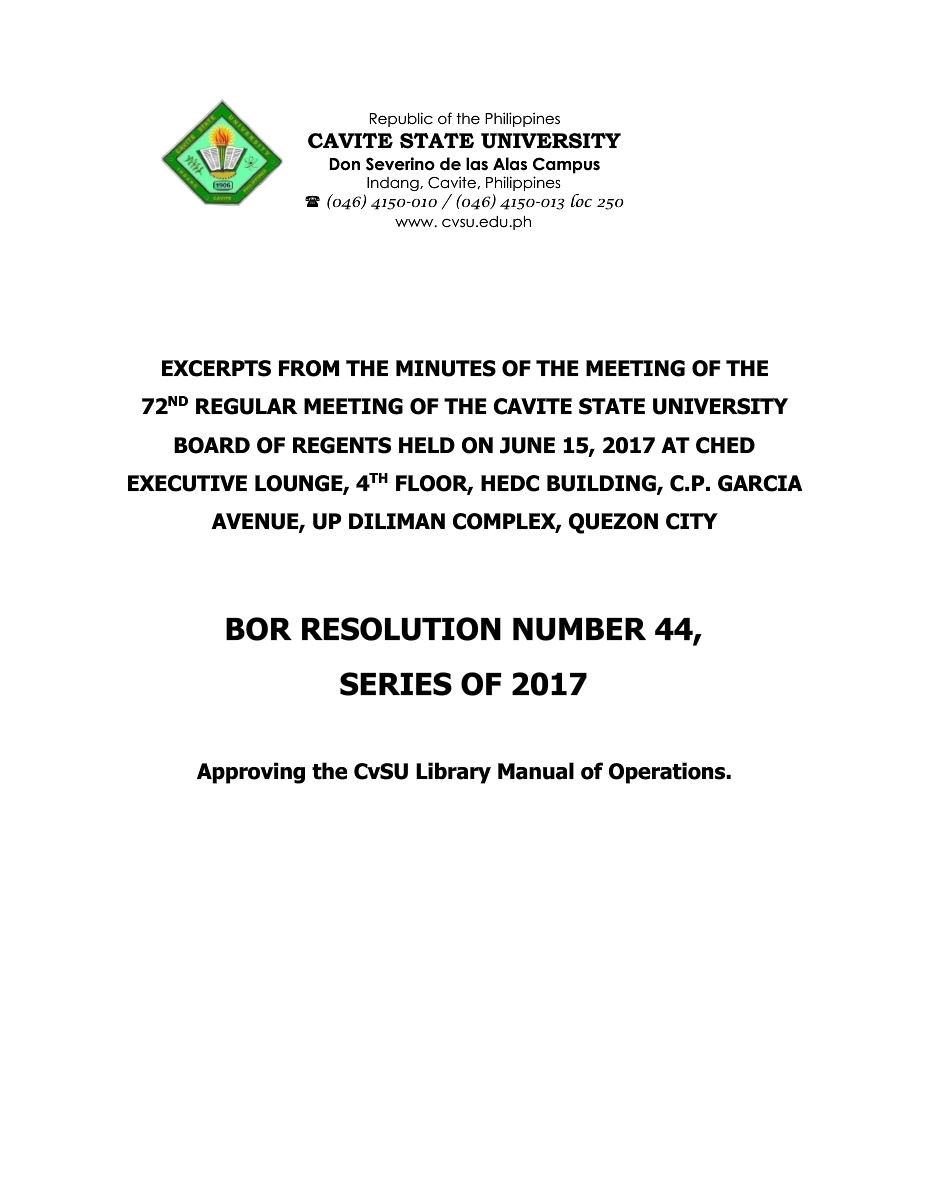 CAVITE STATE UNIVERSITY
1906
INDANG CAVITE PHILIPPINES
Republic of the Philippines
CAVITE STATE UNIVERSITY
Don Severino de las Alas Campus
Indang, Cavite, Philippines
☎ (046) 4150-010 / (046) 4150-013 loc 250
www. cvsu.edu.ph
EXCERPTS FROM THE MINUTES OF THE MEETING OF THE
72ND REGULAR MEETING OF THE CAVITE STATE UNIVERSITY
BOARD OF REGENTS HELD ON JUNE 15, 2017 AT CHED
EXECUTIVE LOUNGE, 4TH FLOOR, HEDC BUILDING, C.P. GARCIA
AVENUE, UP DILIMAN COMPLEX, QUEZON CITY
BOR RESOLUTION NUMBER 44,
SERIES OF 2017
Approving the CvSU Library Manual of Operations.